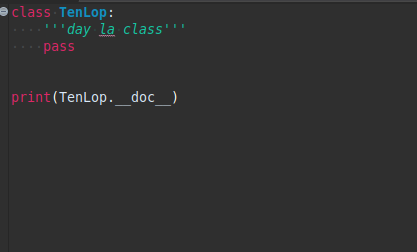 class TenLop:
    '''day la class'''
    pass
print(TenLop.__doc__)